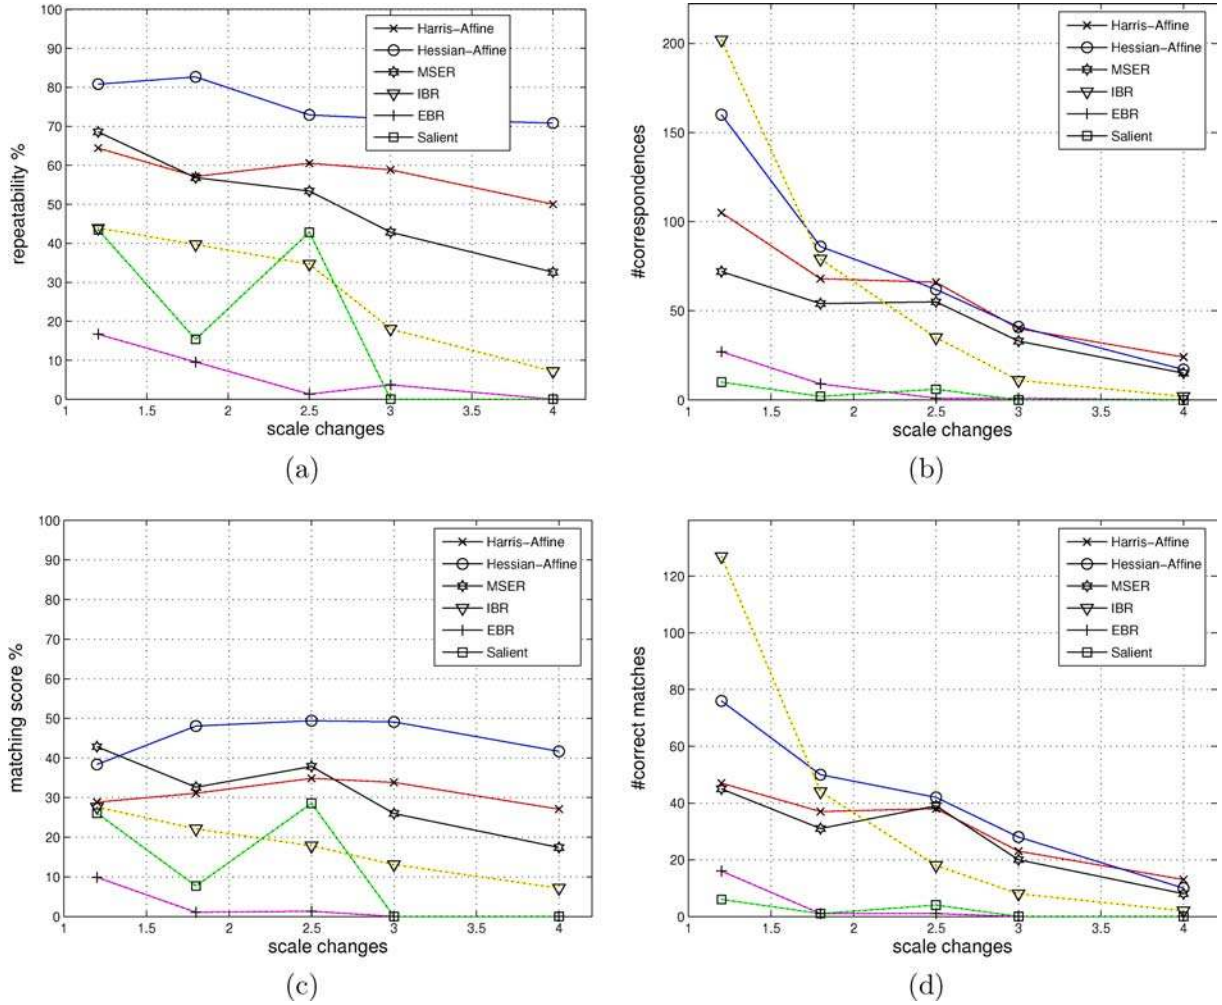 100
90
80
70
60
50
40
30
20
10
0
repeatability %
Harris-Affine
Hessian-Affine
MSER
IBR
EBR
Salient
1 1.5 2 2.5 3 3.5 4
scale changes
(a)
200
150
100
50
0
#correspondences
Harris-Affine
Hessian-Affine
MSER
IBR
EBR
Salient
1 1.5 2 2.5 3 3.5 4
scale changes
(b)
100
90
80
70
60
50
40
30
20
10
0
matching score %
Harris-Affine
Hessian-Affine
MSER
IBR
EBR
Salient
1 1.5 2 2.5 3 3.5 4
scale changes
(c)
120
100
80
60
40
20
0
#correct matches
Harris-Affine
Hessian-Affine
MSER
IBR
EBR
Salient
1 1.5 2 2.5 3 3.5 4
scale changes
(d)